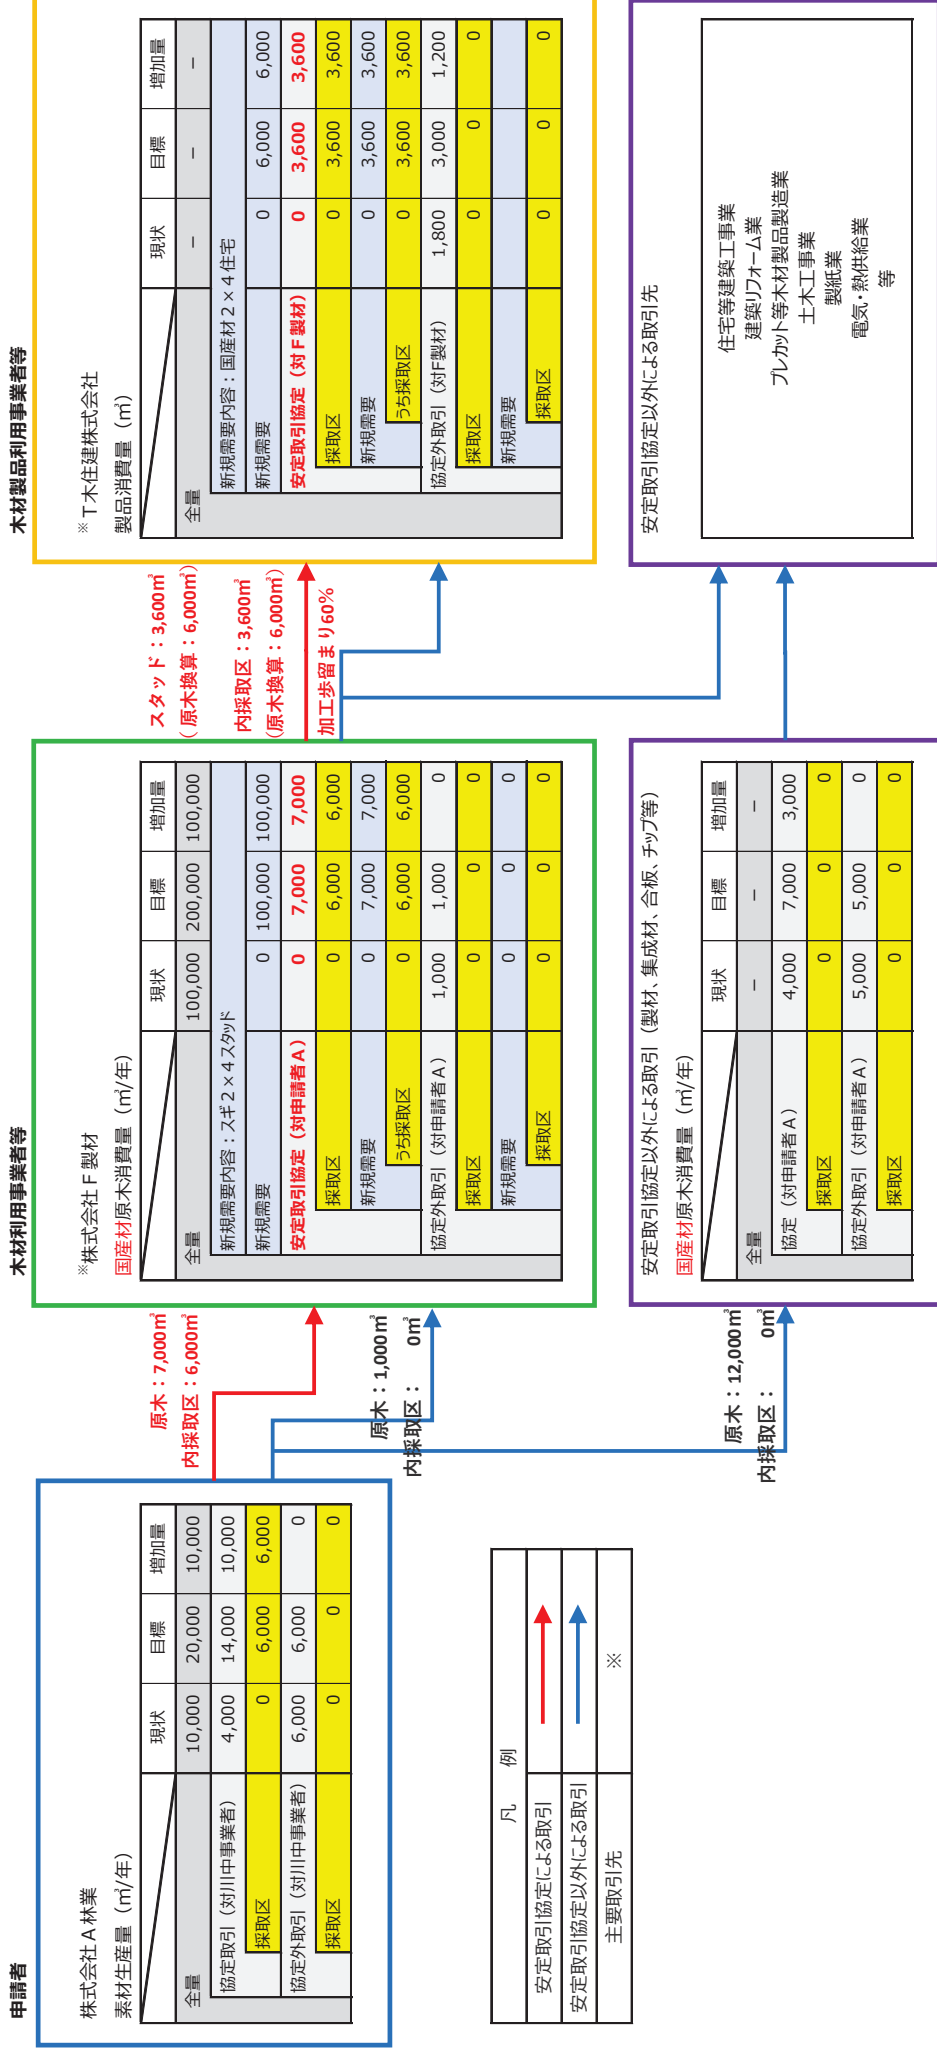 申請者
株式会社A林業
素材生産量（㎥/年）
現状 目標 増加量
全量 10,000 20,000 10,000
協定取引（対川中事業者） 4,000 14,000 10,000
採取区 0 6,000 6,000
協定外取引（対川中事業者） 6,000 6,000 0
採取区 0 0 0
凡　例
安定取引協定による取引
安定取引協定以外による取引
主要取引先 ※
原木：7,000㎥
内採取区：6,000㎥
原木：1,000㎥
内採取区： 0㎥
原木：12,000㎥
内採取区： 0㎥
木材利用事業者等
※株式会社F製材
国産材原木消費量（㎥/年）
現状 目標 増加量
全量 100,000 200,000 100,000
新規需要内容：スギ2×4スタッド
新規需要 0 100,000 100,000
安定取引協定（対申請者A） 0 7,000 7,000
採取区 0 6,000 6,000
新規需要 0 7,000 7,000
うち採取区 0 6,000 6,000
協定外取引（対申請者A） 1,000 1,000 0
採取区 0 0 0
新規需要 0 0 0
採取区 0 0 0
安定取引協定以外による取引（製材、集成材、合板、チップ等）
国産材原木消費量（㎥/年）
現状 目標 増加量
全量 － － －
協定（対申請者A） 4,000 7,000 3,000
採取区 0 0 0
協定外取引（対申請者A） 5,000 5,000 0
採取区 0 0 0
スタッド：3,600㎥
（原木換算：6,000㎥）
内採取区：3,600㎥
（原木換算：6,000㎥）
加工歩留まり60%
木材製品利用事業者等
※T木住建株式会社
製品消費量（㎥）
現状 目標 増加量
全量 － － －
新規需要内容：国産材2×4住宅
新規需要 0 6,000 6,000
安定取引協定（対F製材） 0 3,600 3,600
採取区 0 3,600 3,600
新規需要 0 3,600 3,600
うち採取区 0 3,600 3,600
協定外取引（対F製材） 1,800 3,000 1,200
採取区 0 0 0
新規需要
採取区 0 0 0
安定取引協定以外による取引先
住宅等建築工事業
建築リフォーム業
プレカット等木材製品製造業
土木工事業
製紙業
電気・熱供給業
等